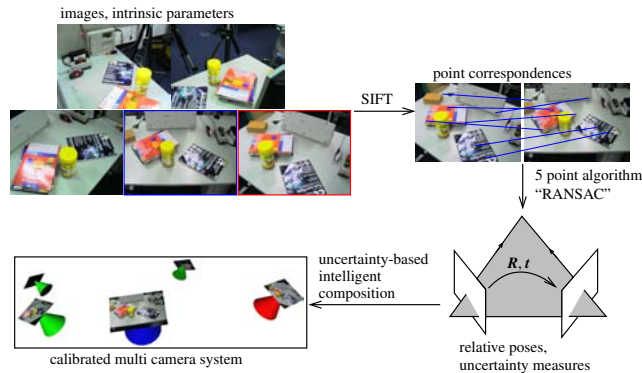 images, intrinsic parameters
SIFT
point correspondences
5 point algorithm
“RANSAC”
R, t
relative poses,
uncertainty measures
uncertainty-based
intelligent
composition
calibrated multi camera system